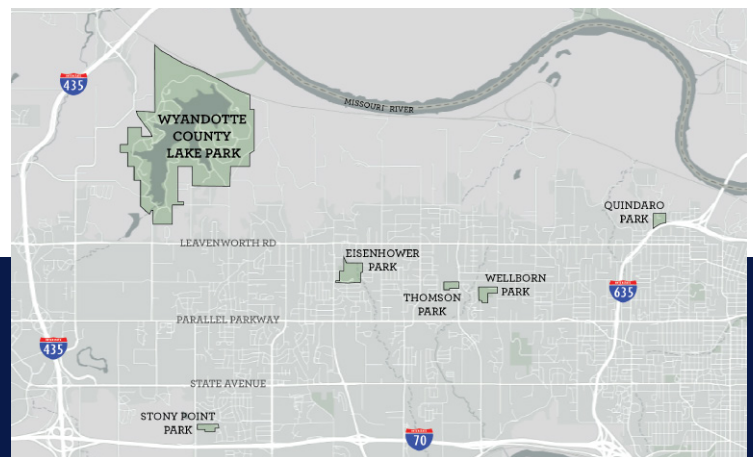 435
MISSOURI RIVER
WYANDOTTE
COUNTY
LAKE PARK
QUINDARO
PARK
LEAVENWORTH RD
EISENHOWER
PARK
WELLBORN
PARK
THOMSON
PARK
635
PARALLEL PARKWAY
435
STATE AVENUE
STONY POINT
PARK
70